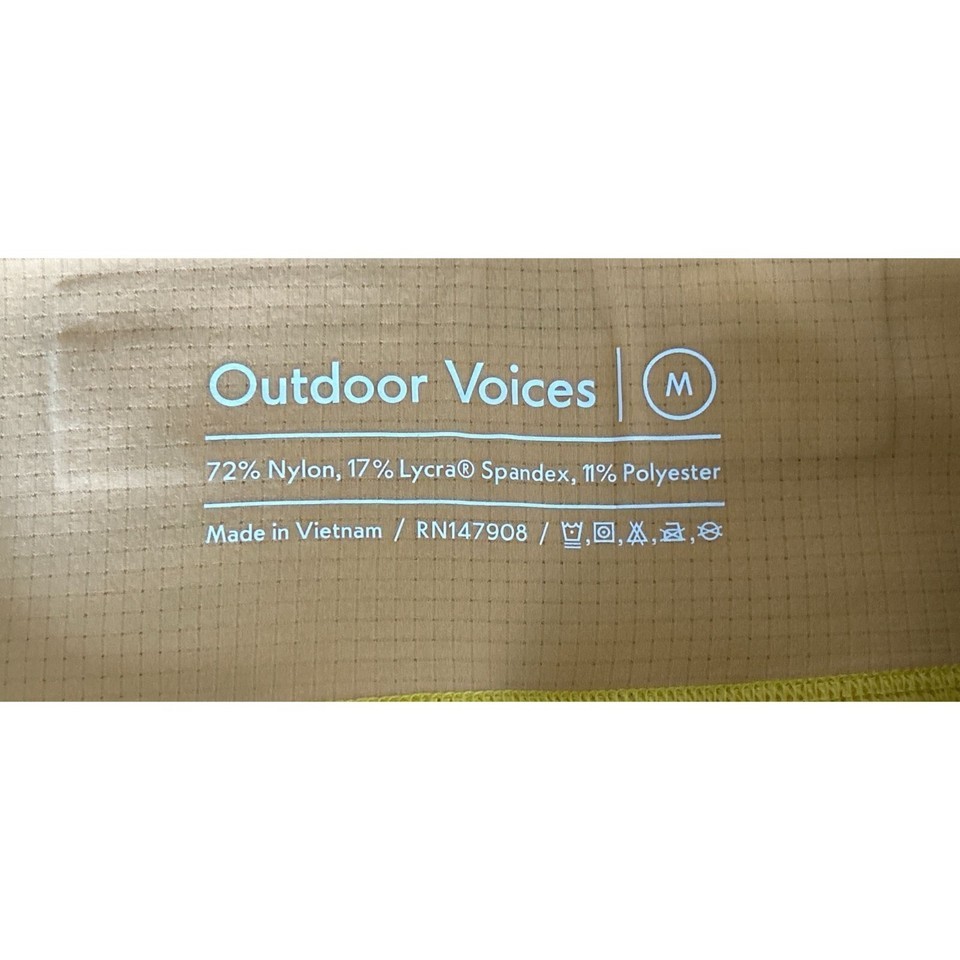 Outdoor Voices | M
72% Nylon, 17% Lycra® Spandex, 11% Polyester
Made in Vietnam / RN147908 /